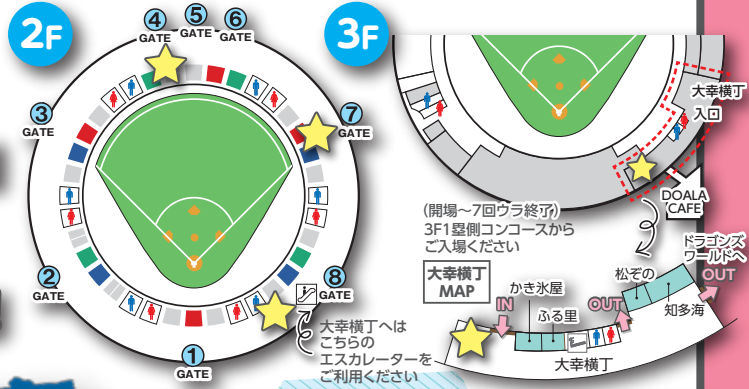 2F
④
GATE
⑤
GATE
⑥
GATE
③
GATE
⑦
GATE
②
GATE
⑧
GATE
①
GATE
大幸横丁へは
こちらの
エスカレーターを
ご利用ください
3F
大幸横丁
入口
DOALA
CAFE
(開場〜7回ウラ終了)
3F1塁側コンコースから
ご入場ください
大幸横丁
MAP
IN
かき氷屋
ふる里
OUT
松ぞの
知多海
ドラゴンズ
ワールドへ
OUT
大幸横丁